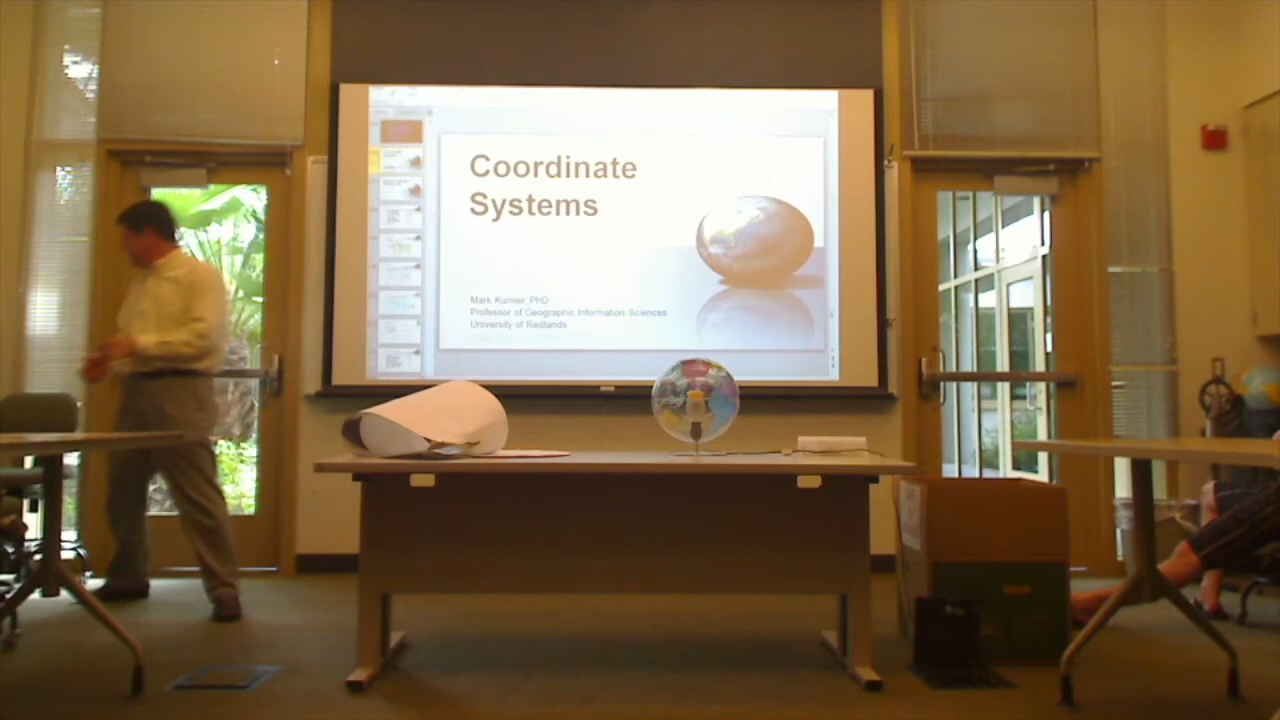 Coordinate
Systems
Mark Kumler, PhD
Professor of Geographic Information Sciences
University of Redlands